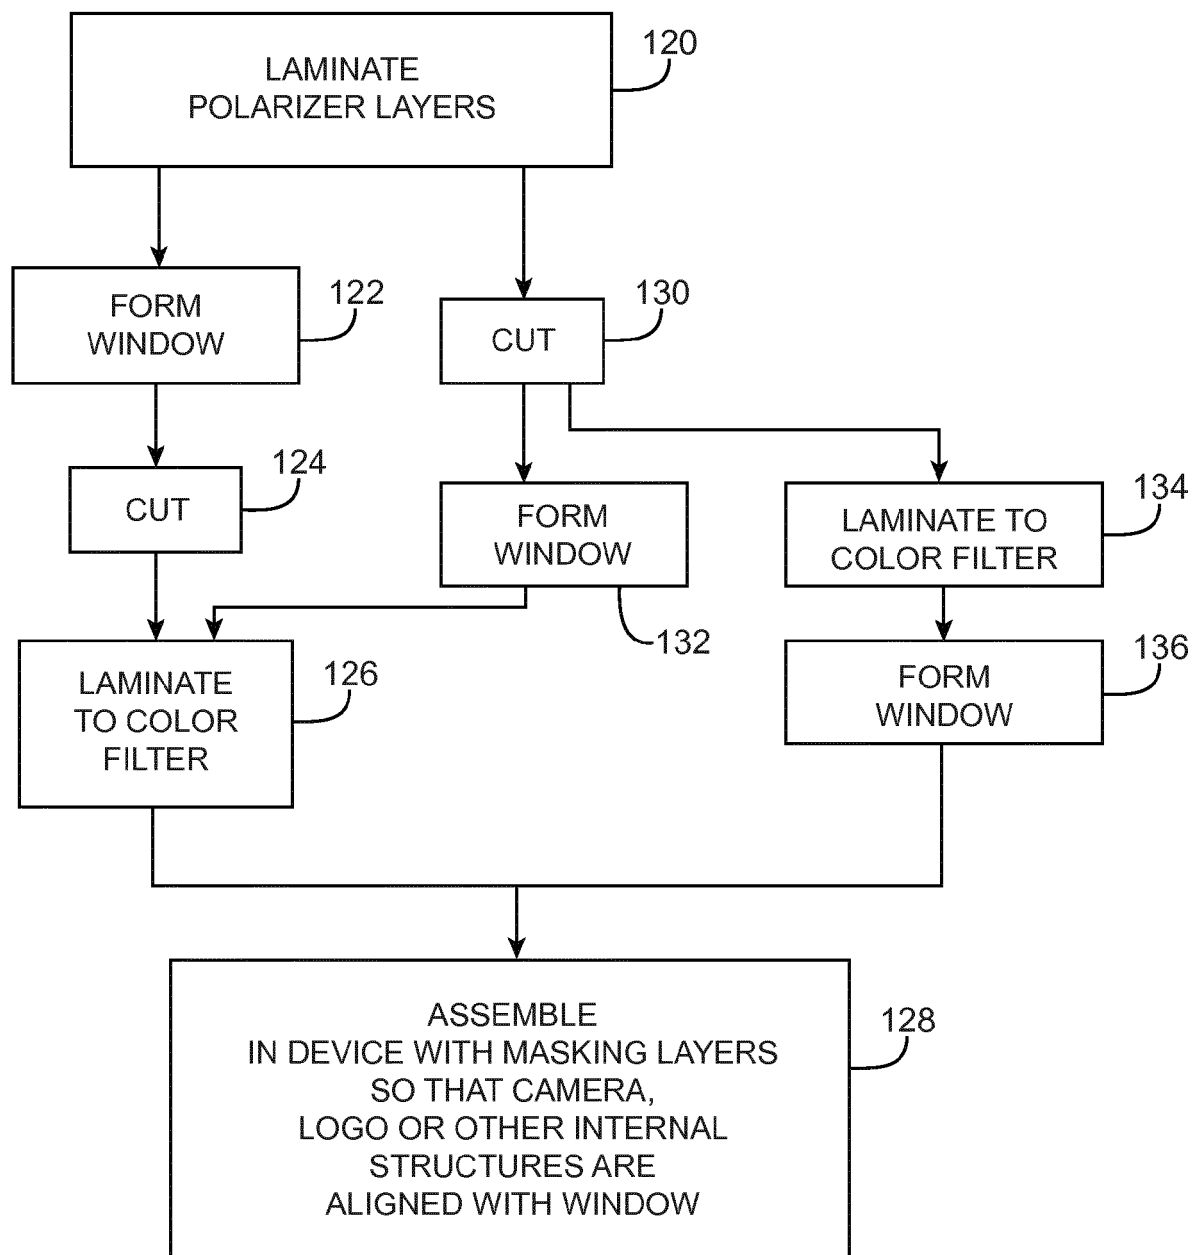 LAMINATE
POLARIZER LAYERS
120
FORM
WINDOW
122
CUT
130
CUT
124
FORM
WINDOW
132
LAMINATE TO
COLOR FILTER
134
LAMINATE
TO COLOR
FILTER
126
FORM
WINDOW
136
ASSEMBLE
IN DEVICE WITH MASKING LAYERS
SO THAT CAMERA,
LOGO OR OTHER INTERNAL
STRUCTURES ARE
ALIGNED WITH WINDOW
128